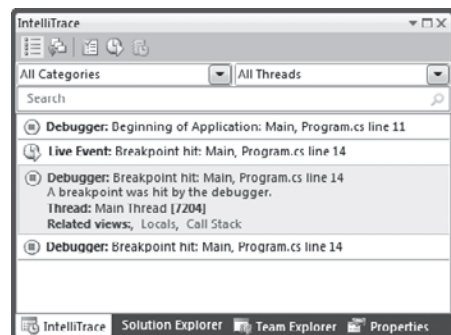 IntelliTrace
All Categories All Threads
Search
Debugger: Beginning of Application: Main, Program.cs line 11
Live Event: Breakpoint hit: Main, Program.cs line 14
Debugger: Breakpoint hit: Main, Program.cs line 14
A breakpoint was hit by the debugger.
Thread: Main Thread [7204]
Related views:, Locals, Call Stack
Debugger: Breakpoint hit: Main, Program.cs line 14
IntelliTrace Solution Explorer Team Explorer Properties